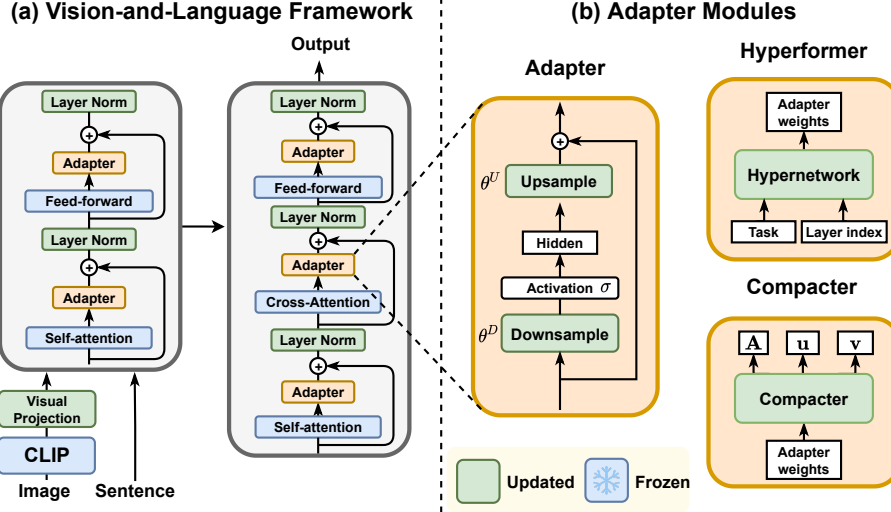 (a) Vision-and-Language Framework
Output
Layer Norm
+
Adapter
Feed-forward
Layer Norm
+
Adapter
Self-attention
Visual
Projection
CLIP
Image
Sentence
Layer Norm
+
Adapter
Feed-forward
Layer Norm
+
Adapter
Cross-Attention
Layer Norm
+
Adapter
Self-attention
(b) Adapter Modules
Adapter
+
θ^U
Upsample
Hidden
Activation σ
θ^D
Downsample
Updated
Frozen
Hyperformer
Adapter
weights
Hypernetwork
Task
Layer index
Compacter
A
u
v
Compacter
Adapter
weights